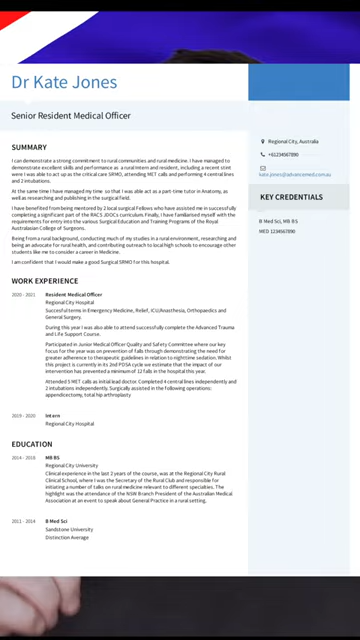 Dr Kate Jones
Senior Resident Medical Officer
SUMMARY
I can demonstrate a strong commitment to rural communities and rural medicine. I have managed to
demonstrate excellent skills and performance as a rural intern and resident, including a recent stint
were I was able to act up as the critical care SRMO, attending MET calls and performing 4 central lines
and 2 intubations.
At the same time I have managed my time so that I was able act as a part-time tutor in Anatomy, as
well as researching and publishing in the surgical field.
I have benefited from being mentored by 2 local surgical Fellows who have assisted me in successfully
completing a significant part of the RACS JDOCs curriculum. Finally, I have familiarised myself with the
requirements for entry into the various Surgical Education and Training Programs of the Royal
Australasian College of Surgeons.
Being from a rural background, conducting much of my studies in a rural environment, researching and
being an advocate for rural health, and contributing outreach to local high schools to encourage other
students like me to consider a career in Medicine.
I am confident that I would make a good Surgical SRMO for this hospital.
WORK EXPERIENCE
2020 - 2021 Resident Medical Officer
Regional City Hospital
Successful terms in Emergency Medicine, Relief, ICU/Anasthesia, Orthopaedics and
General Surgery.
During this year I was also able to attend successfully complete the Advanced Trauma
and Life Support Course.
Participated in Junior Medical Officer Quality and Safety Committee where our key
focus for the year was on prevention of falls through demonstrating the need for
greater adherence to therapeutic guidelines in relation to nighttime sedation. Whilst
this project is currently in its 2nd PDSA cycle we estimate that the impact of our
intervention has prevented a minimum of 12 falls in the hospital this year.
Attended 5 MET calls as initial lead doctor. Completed 4 central lines independently and
2 intubations independently. Surgically assisted in the following operations:
appendicectomy, total hip arthroplasty
2019 - 2020 Intern
Regional City Hospital
EDUCATION
2014 - 2018 MB BS
Regional City University
Clinical experience in the last 2 years of the course, was at the Regional City Rural
Clinical School, where I was the Secretary of the Rural Club and responsible for
initiating a number of talks on rural medicine relevant to different specialties. The
highlight was the attendance of the NSW Branch President of the Australian Medical
Association at an event to speak about General Practice in a rural setting.
2011 - 2014 B Med Sci
Sandstone University
Distinction Average
Regional City, Australia
+61234567890
kate.jones@advancemed.com.au
KEY CREDENTIALS
B Med Sci, MB BS
MED 1234567890